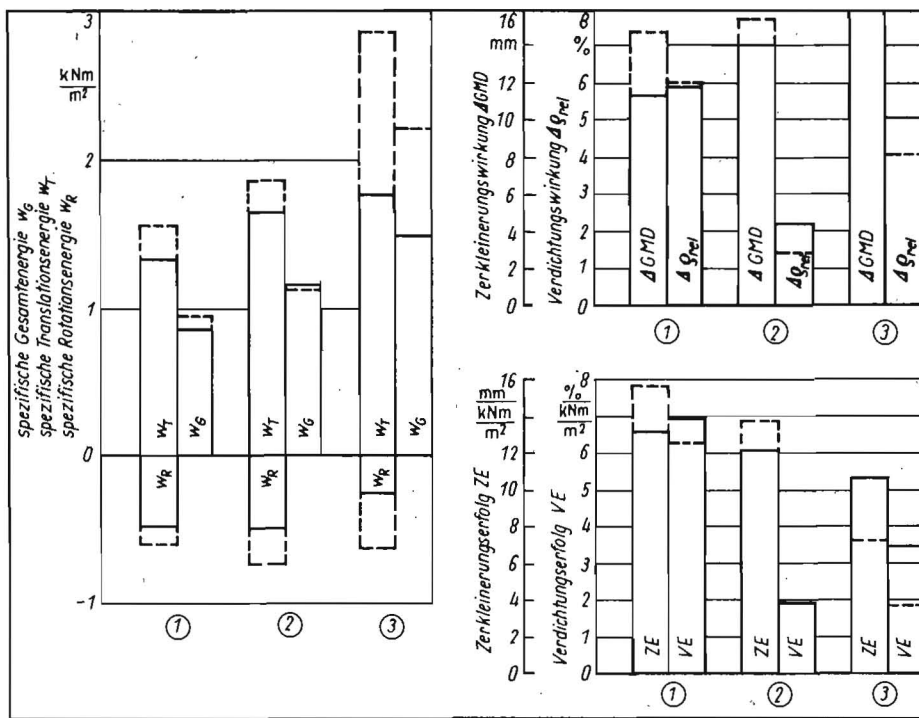 3
kNm
m²
2
1
0
-1
spezifische Gesamtenergie w_G
spezifische Translationsenergie w_T
spezifische Rotationsenergie w_R
w_T
w_G
w_R
w_T
w_G
w_R
w_T
w_G
w_R
①
②
③
16
mm
12
10
8
6
4
2
0
Zerkleinerungswirkung ΔGMD
8
%
6
5
4
3
2
1
0
Verdichtungswirkung Δϱ_rel
ΔGMD
Δϱ_rel
ΔGMD
Δϱ_rel
ΔGMD
Δϱ_rel
①
②
③
16
mm
kNm
m²
12
10
8
6
4
2
0
Zerkleinerungserfolg ZE
8
%
kNm
m²
6
5
4
3
2
1
0
Verdichtungserfolg VE
ZE
VE
ZE
VE
ZE
VE
①
②
③